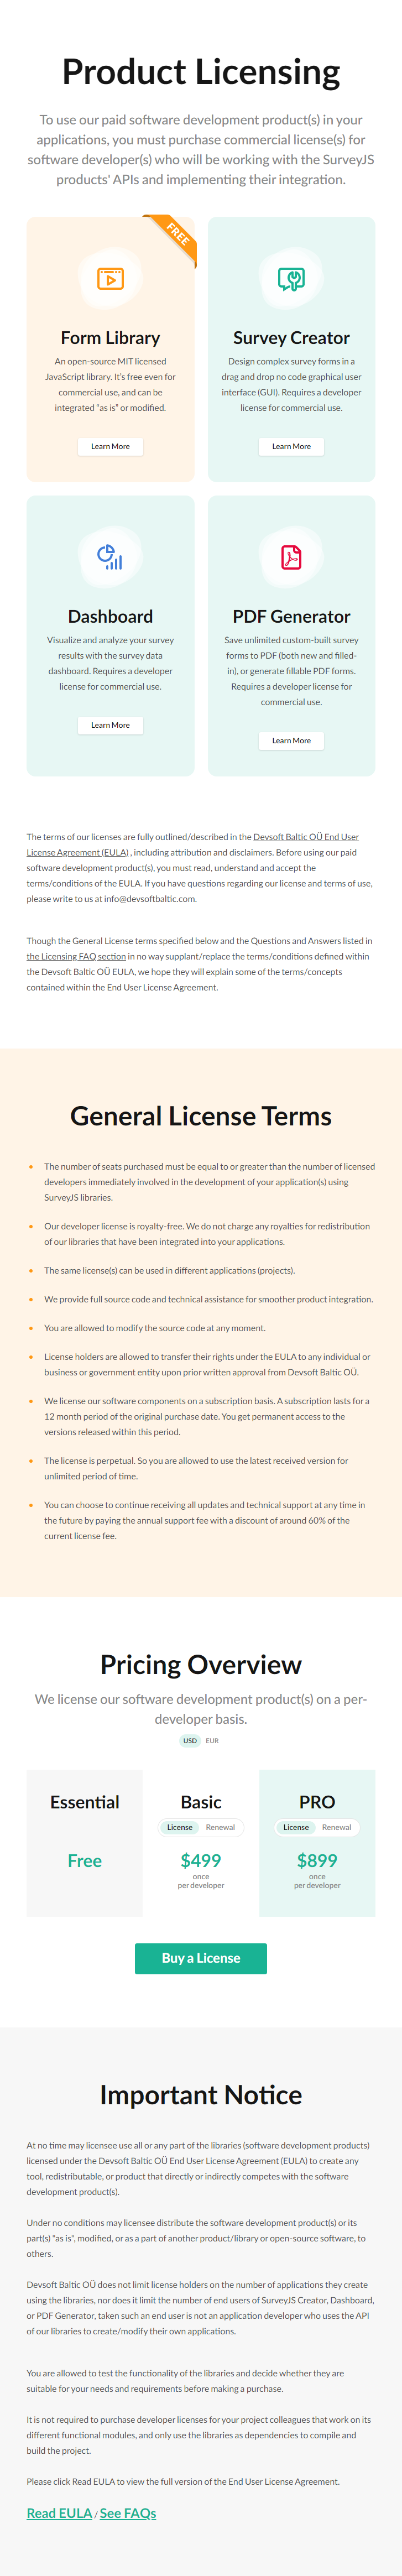 Product Licensing
To use our paid software development product(s) in your
applications, you must purchase commercial license(s) for
software developer(s) who will be working with the SurveyJS
products' APIs and implementing their integration.
FREE
Form Library
An open-source MIT licensed
JavaScript library. It's free even for
commercial use, and can be
integrated “as is” or modified.
Learn More
Survey Creator
Design complex survey forms in a
drag and drop no code graphical user
interface (GUI). Requires a developer
license for commercial use.
Learn More
Dashboard
Visualize and analyze your survey
results with the survey data
dashboard. Requires a developer
license for commercial use.
Learn More
PDF Generator
Save unlimited custom-built survey
forms to PDF (both new and filled-
in), or generate fillable PDF forms.
Requires a developer license for
commercial use.
Learn More
The terms of our licenses are fully outlined/described in the Devsoft Baltic OÜ End User
License Agreement (EULA) , including attribution and disclaimers. Before using our paid
software development product(s), you must read, understand and accept the
terms/conditions of the EULA. If you have questions regarding our license and terms of use,
please write to us at info@devsoftbaltic.com.
Though the General License terms specified below and the Questions and Answers listed in
the Licensing FAQ section in no way supplant/replace the terms/conditions defined within
the Devsoft Baltic OÜ EULA, we hope they will explain some of the terms/concepts
contained within the End User License Agreement.
General License Terms
• The number of seats purchased must be equal to or greater than the number of licensed
developers immediately involved in the development of your application(s) using
SurveyJS libraries.
• Our developer license is royalty-free. We do not charge any royalties for redistribution
of our libraries that have been integrated into your applications.
• The same license(s) can be used in different applications (projects).
• We provide full source code and technical assistance for smoother product integration.
• You are allowed to modify the source code at any moment.
• License holders are allowed to transfer their rights under the EULA to any individual or
business or government entity upon prior written approval from Devsoft Baltic OÜ.
• We license our software components on a subscription basis. A subscription lasts for a
12 month period of the original purchase date. You get permanent access to the
versions released within this period.
• The license is perpetual. So you are allowed to use the latest received version for
unlimited period of time.
• You can choose to continue receiving all updates and technical support at any time in
the future by paying the annual support fee with a discount of around 60% of the
current license fee.
Pricing Overview
We license our software development product(s) on a per-
developer basis.
USD EUR
Essential
Free
Basic
License Renewal
$499
once
per developer
PRO
License Renewal
$899
once
per developer
Buy a License
Important Notice
At no time may licensee use all or any part of the libraries (software development products)
licensed under the Devsoft Baltic OÜ End User License Agreement (EULA) to create any
tool, redistributable, or product that directly or indirectly competes with the software
development product(s).
Under no conditions may licensee distribute the software development product(s) or its
part(s) "as is", modified, or as a part of another product/library or open-source software, to
others.
Devsoft Baltic OÜ does not limit license holders on the number of applications they create
using the libraries, nor does it limit the number of end users of SurveyJS Creator, Dashboard,
or PDF Generator, taken such an end user is not an application developer who uses the API
of our libraries to create/modify their own applications.
You are allowed to test the functionality of the libraries and decide whether they are
suitable for your needs and requirements before making a purchase.
It is not required to purchase developer licenses for your project colleagues that work on its
different functional modules, and only use the libraries as dependencies to compile and
build the project.
Please click Read EULA to view the full version of the End User License Agreement.
Read EULA / See FAQs